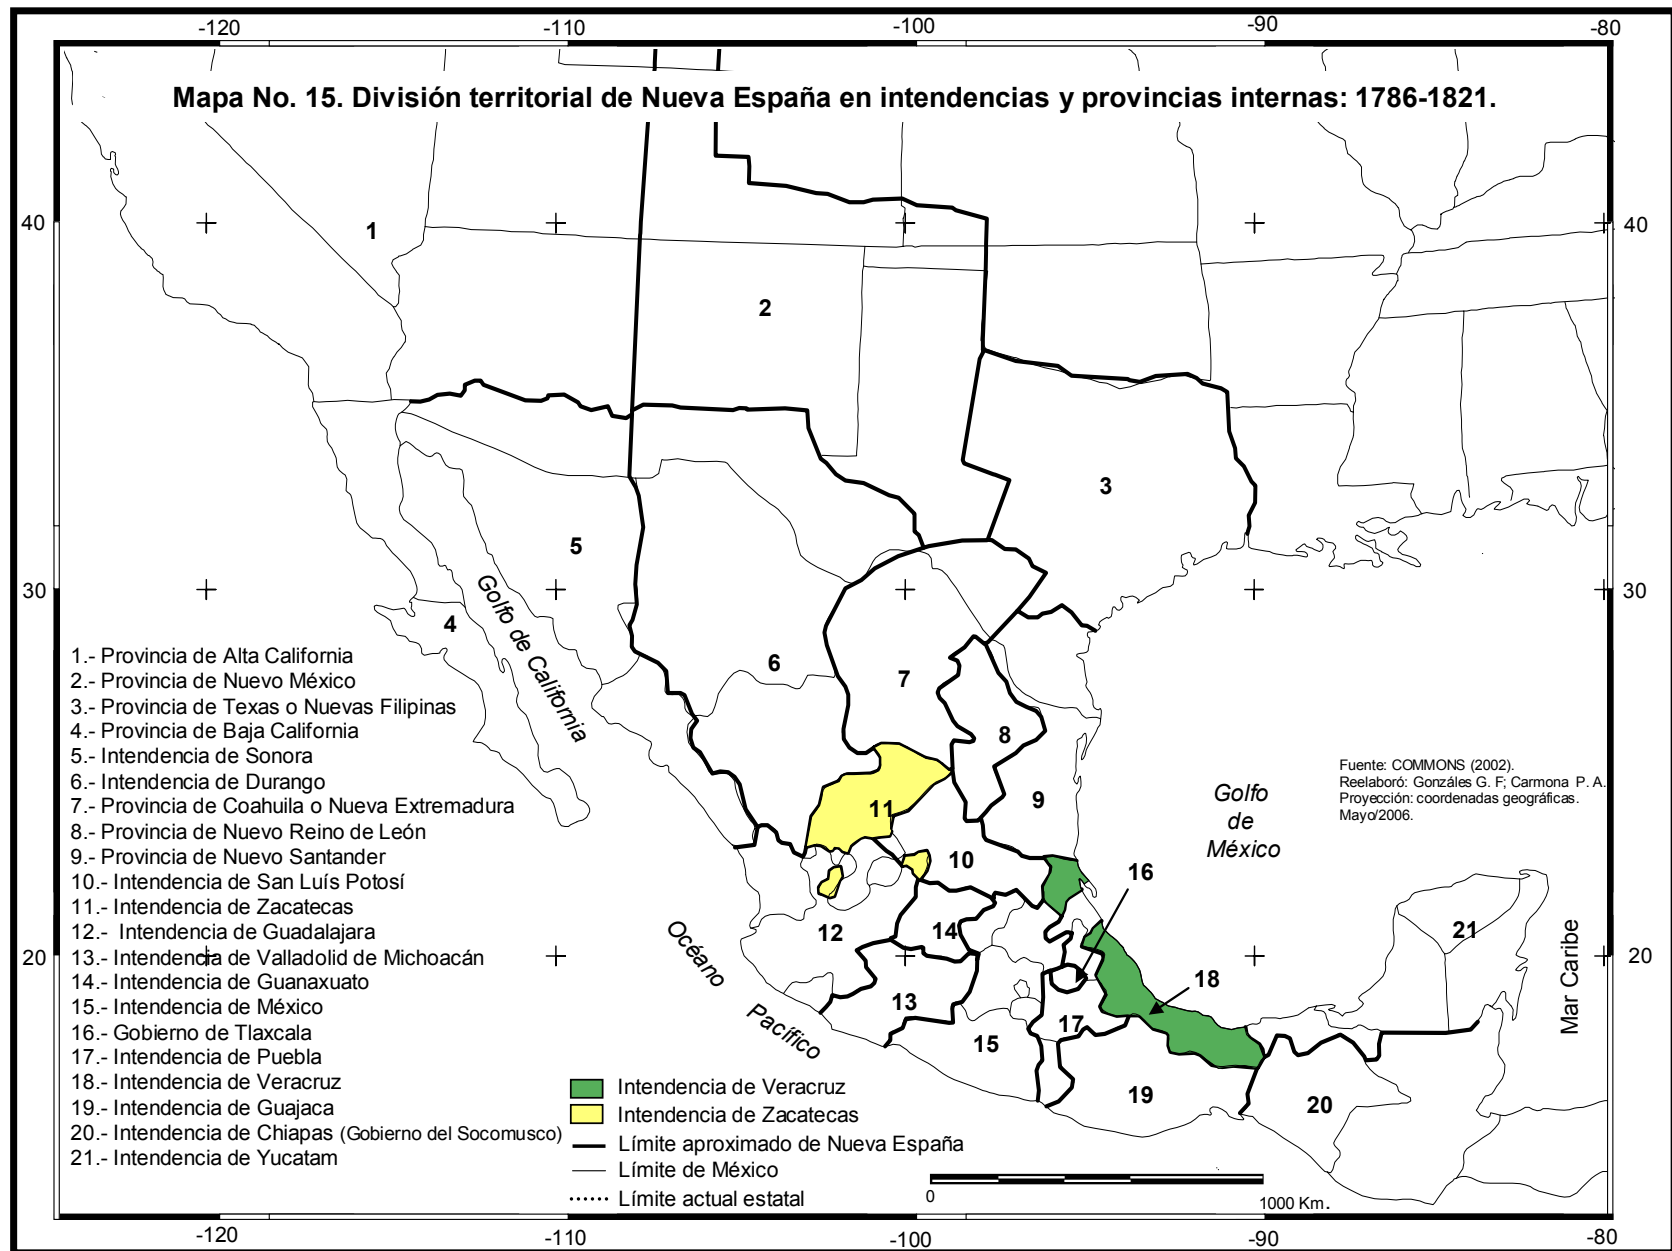 -120 -110 -100 -90 -80
Mapa No. 15. División territorial de Nueva España en intendencias y provincias internas: 1786-1821.
40 40
1
2
3
5
30 30
4
Golfo de California
6
7
8
9
11
10
12
14
13
15
16
17
18
19
20
21
1.- Provincia de Alta California
2.- Provincia de Nuevo México
3.- Provincia de Texas o Nuevas Filipinas
4.- Provincia de Baja California
5.- Intendencia de Sonora
6.- Intendencia de Durango
7.- Provincia de Coahuila o Nueva Extremadura
8.- Provincia de Nuevo Reino de León
9.- Provincia de Nuevo Santander
10.- Intendencia de San Luís Potosí
11.- Intendencia de Zacatecas
12.- Intendencia de Guadalajara
13.- Intendencia de Valladolid de Michoacán
14.- Intendencia de Guanaxuato
15.- Intendencia de México
16.- Gobierno de Tlaxcala
17.- Intendencia de Puebla
18.- Intendencia de Veracruz
19.- Intendencia de Guajaca
20.- Intendencia de Chiapas (Gobierno del Socomusco)
21.- Intendencia de Yucatam
Fuente: COMMONS (2002).
Reelaboró: Gonzáles G. F; Carmona P. A.
Proyección: coordenadas geográficas.
Mayo/2006.
Golfo
de
México
Océano
Pacífico
Mar Caribe
20 20
Intendencia de Veracruz
Intendencia de Zacatecas
Límite aproximado de Nueva España
Límite de México
Límite actual estatal
0 1000 Km.
-120 -110 -100 -90 -80